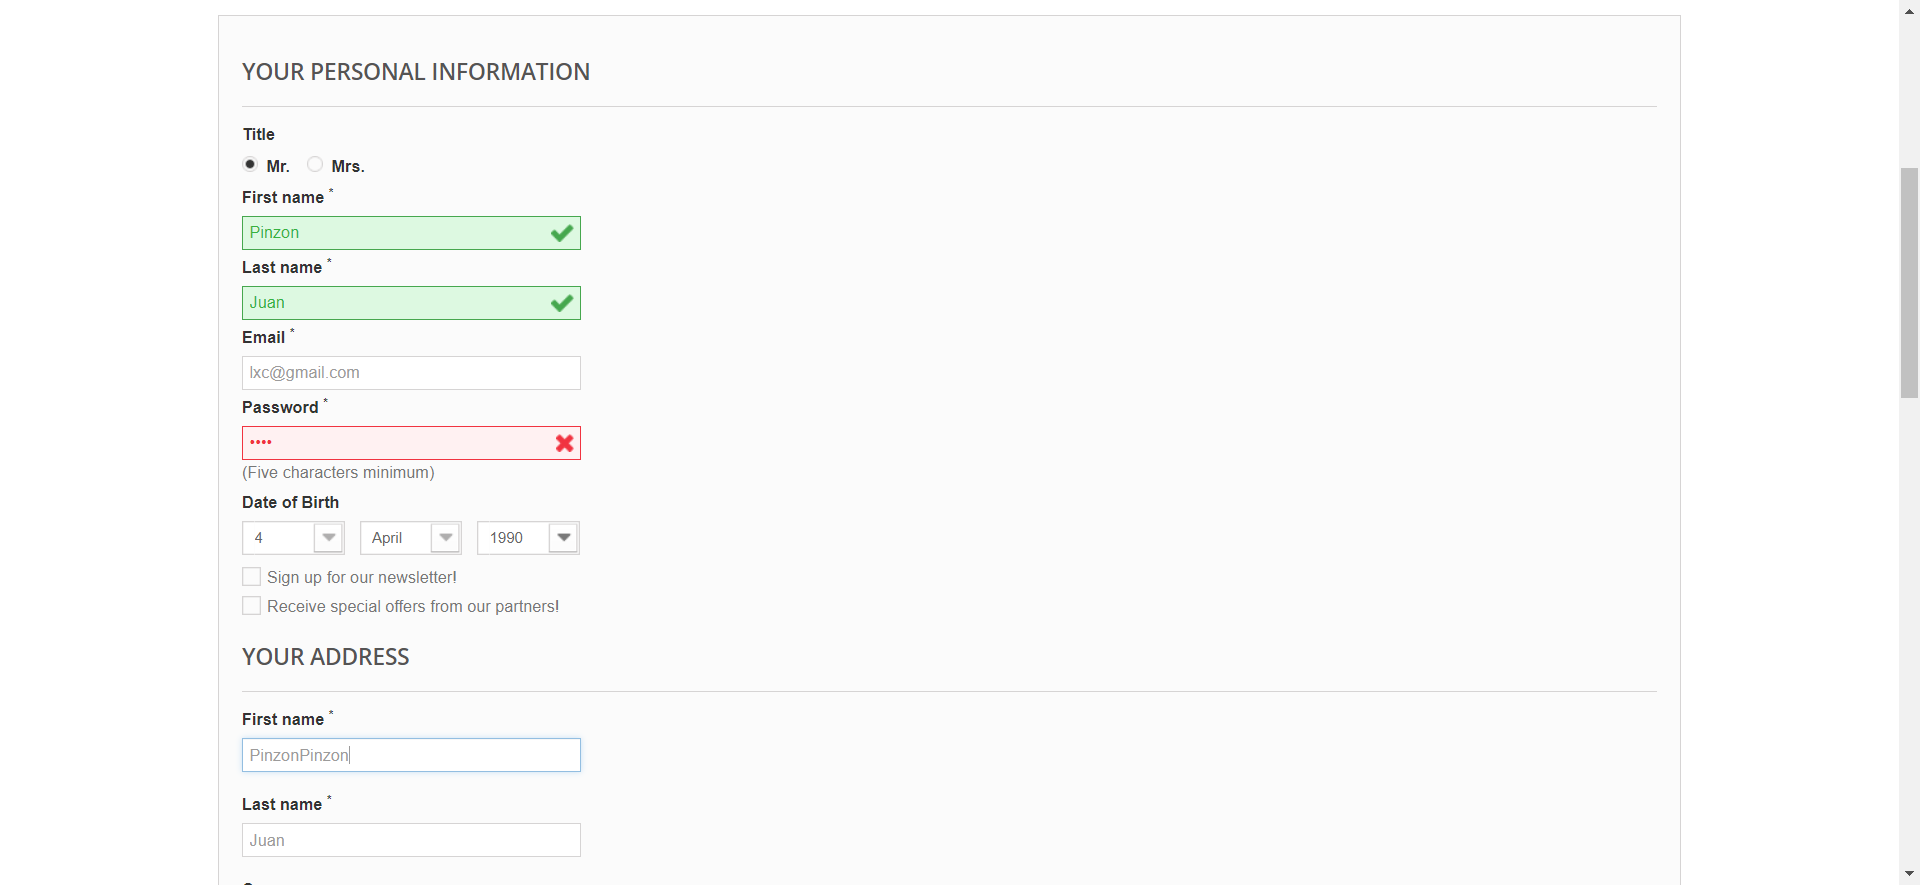 YOUR PERSONAL INFORMATION
Title
Mr. Mrs.
First name *
Pinzon
Last name *
Juan
Email *
lxc@gmail.com
Password *
••••
(Five characters minimum)
Date of Birth
4 April 1990
Sign up for our newsletter!
Receive special offers from our partners!
YOUR ADDRESS
First name *
PinzonPinzon
Last name *
Juan